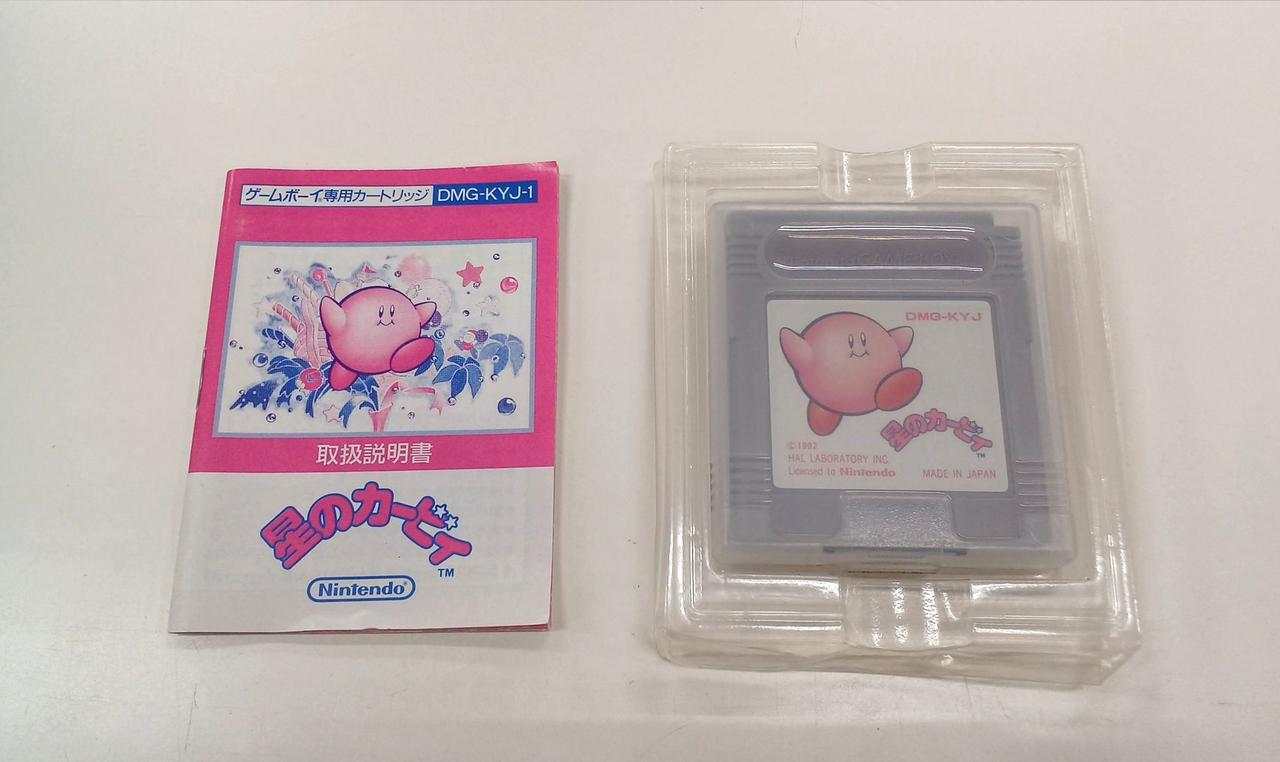 ゲームボーイ専用カートリッジ DMG-KYJ-1
取扱説明書
星のカービィ
TM
Nintendo®
GAME BOY
DMG-KYJ
星のカービィ
TM
©1992
HAL LABORATORY INC.
Licensed to Nintendo
MADE IN JAPAN